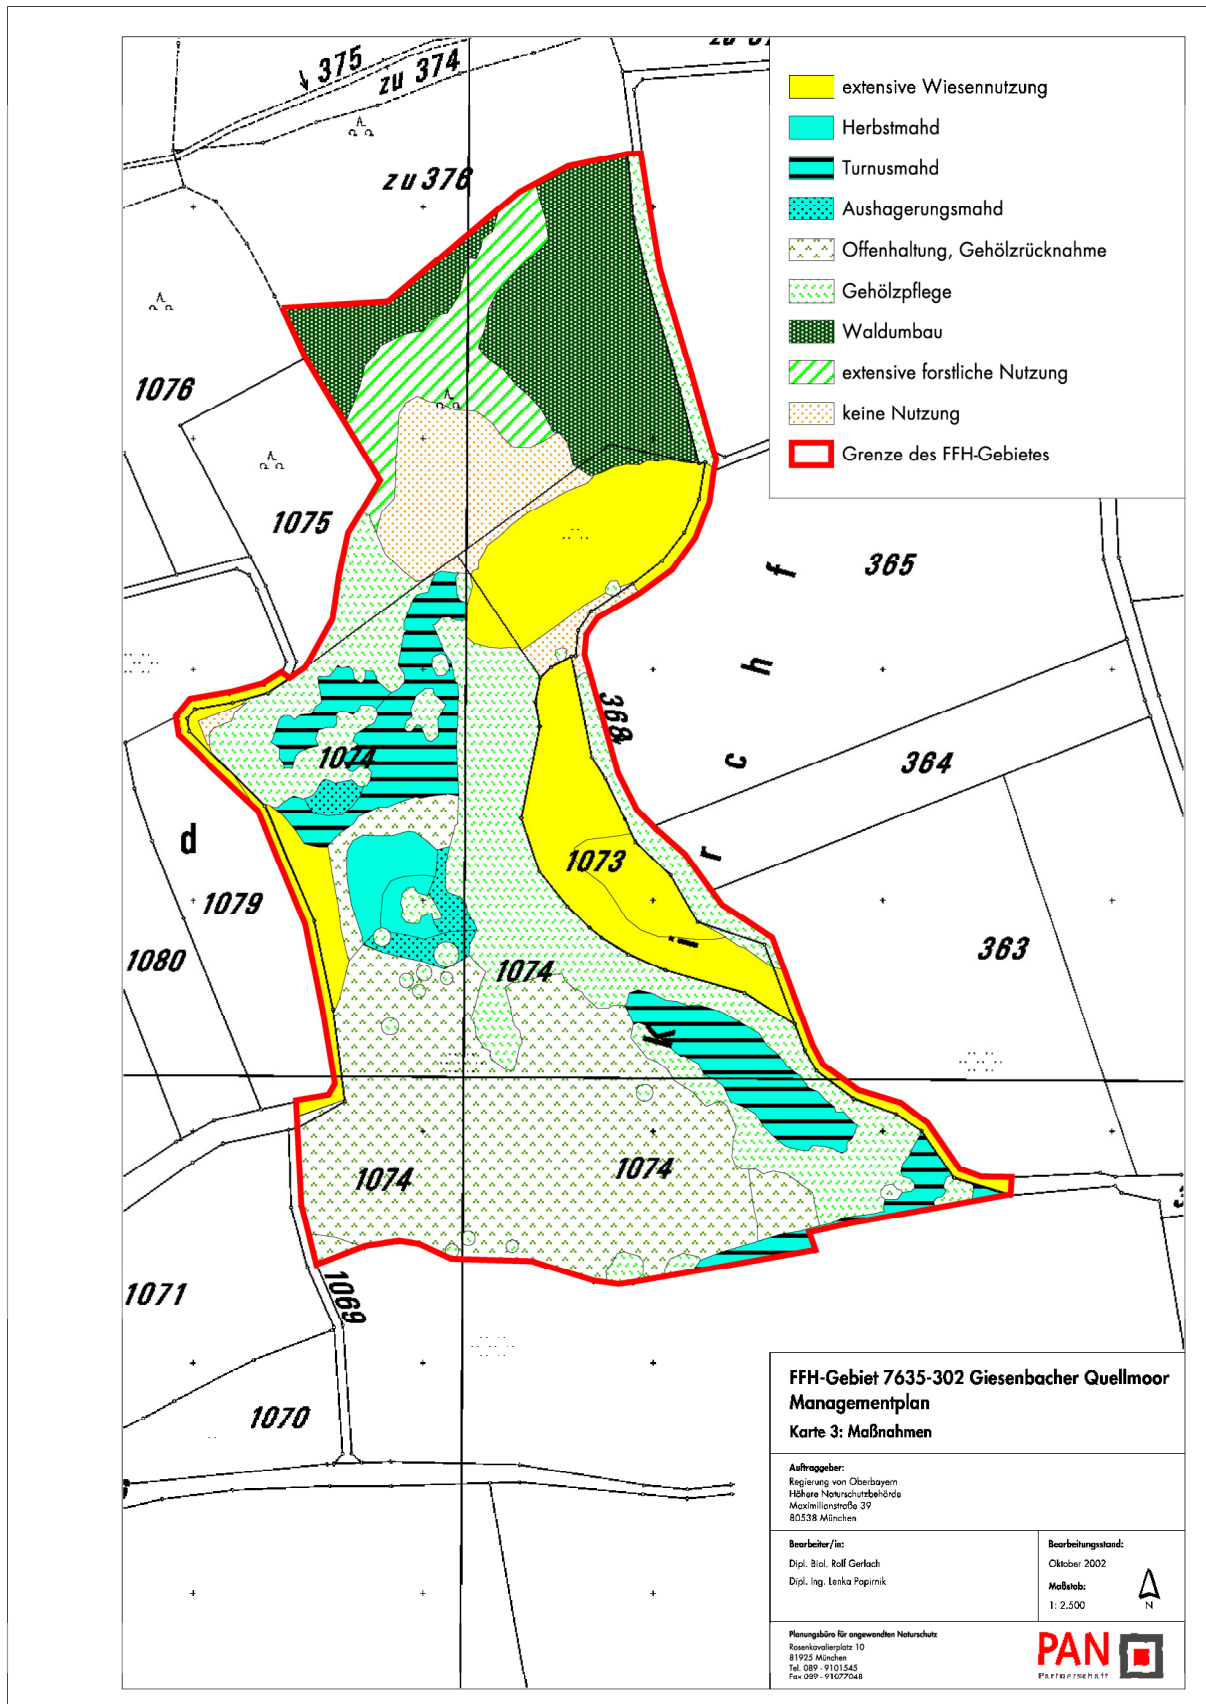 375
zu 374
zu 376
extensive Wiesennutzung
Herbstmahd
Turnusmahd
Aushagerungsmahd
Offenhaltung, Gehölzrücknahme
Gehölzpflege
Waldumbau
extensive forstliche Nutzung
keine Nutzung
Grenze des FFH-Gebietes
1076
1075
365
f
h
368
c
364
1074
d
r
1073
1079
i
363
1080
1074
K
1074
1074
1071
1069
1070
FFH-Gebiet 7635-302 Giesenbacher Quellmoor
Managementplan
Karte 3: Maßnahmen
Auftraggeber:
Regierung von Oberbayern
Höhere Naturschutzbehörde
Maximilianstraße 39
80538 München
Bearbeiter/in:
Dipl. Biol. Rolf Gerlach
Dipl. Ing. Lenka Papirnik
Bearbeitungsstand:
Oktober 2002
Maßstab:
1: 2.500
N
Planungsbüro für angewandten Naturschutz
Rosenkavalierplatz 10
81925 München
Tel. 089 - 9101545
Fax 089 - 91077048
PAN
Partnerschaft